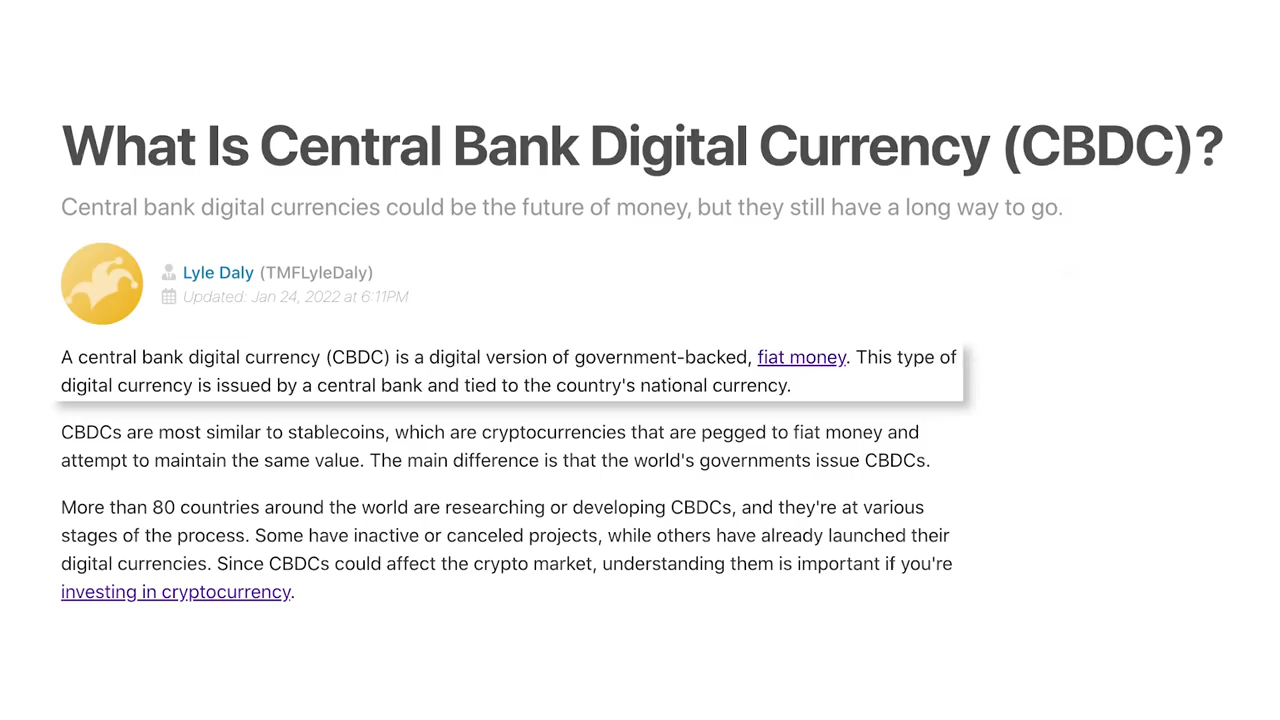 What Is Central Bank Digital Currency (CBDC)?
Central bank digital currencies could be the future of money, but they still have a long way to go.
Lyle Daly (TMFLyleDaly)
Updated: Jan 24, 2022 at 6:11PM
A central bank digital currency (CBDC) is a digital version of government-backed, fiat money. This type of
digital currency is issued by a central bank and tied to the country's national currency.
CBDCs are most similar to stablecoins, which are cryptocurrencies that are pegged to fiat money and
attempt to maintain the same value. The main difference is that the world's governments issue CBDCs.
More than 80 countries around the world are researching or developing CBDCs, and they're at various
stages of the process. Some have inactive or canceled projects, while others have already launched their
digital currencies. Since CBDCs could affect the crypto market, understanding them is important if you're
investing in cryptocurrency.